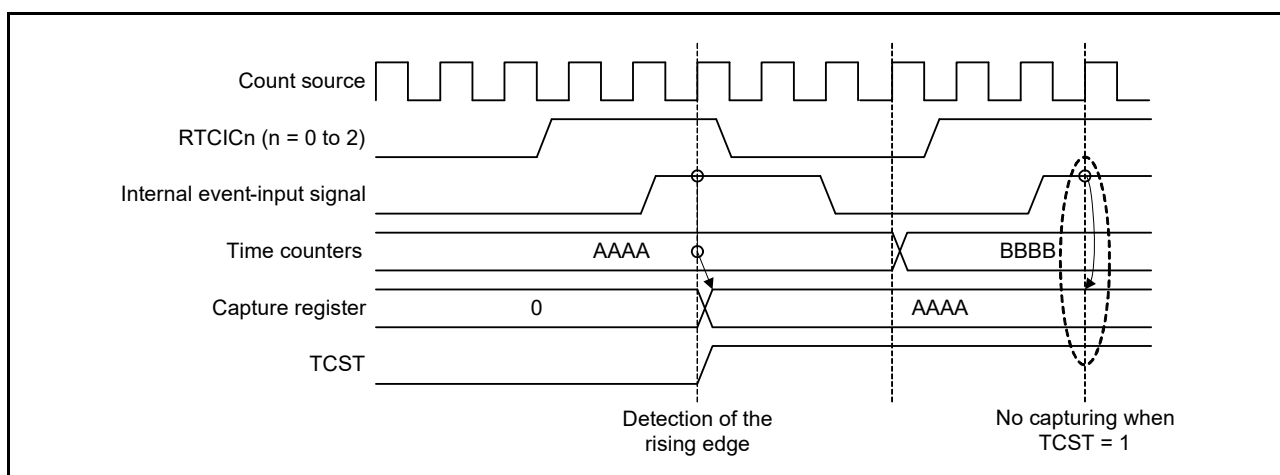 Count source
RTCICn (n = 0 to 2)
Internal event-input signal
Time counters
AAAA
BBBB
Capture register
0
AAAA
TCST
Detection of the
rising edge
No capturing when
TCST = 1